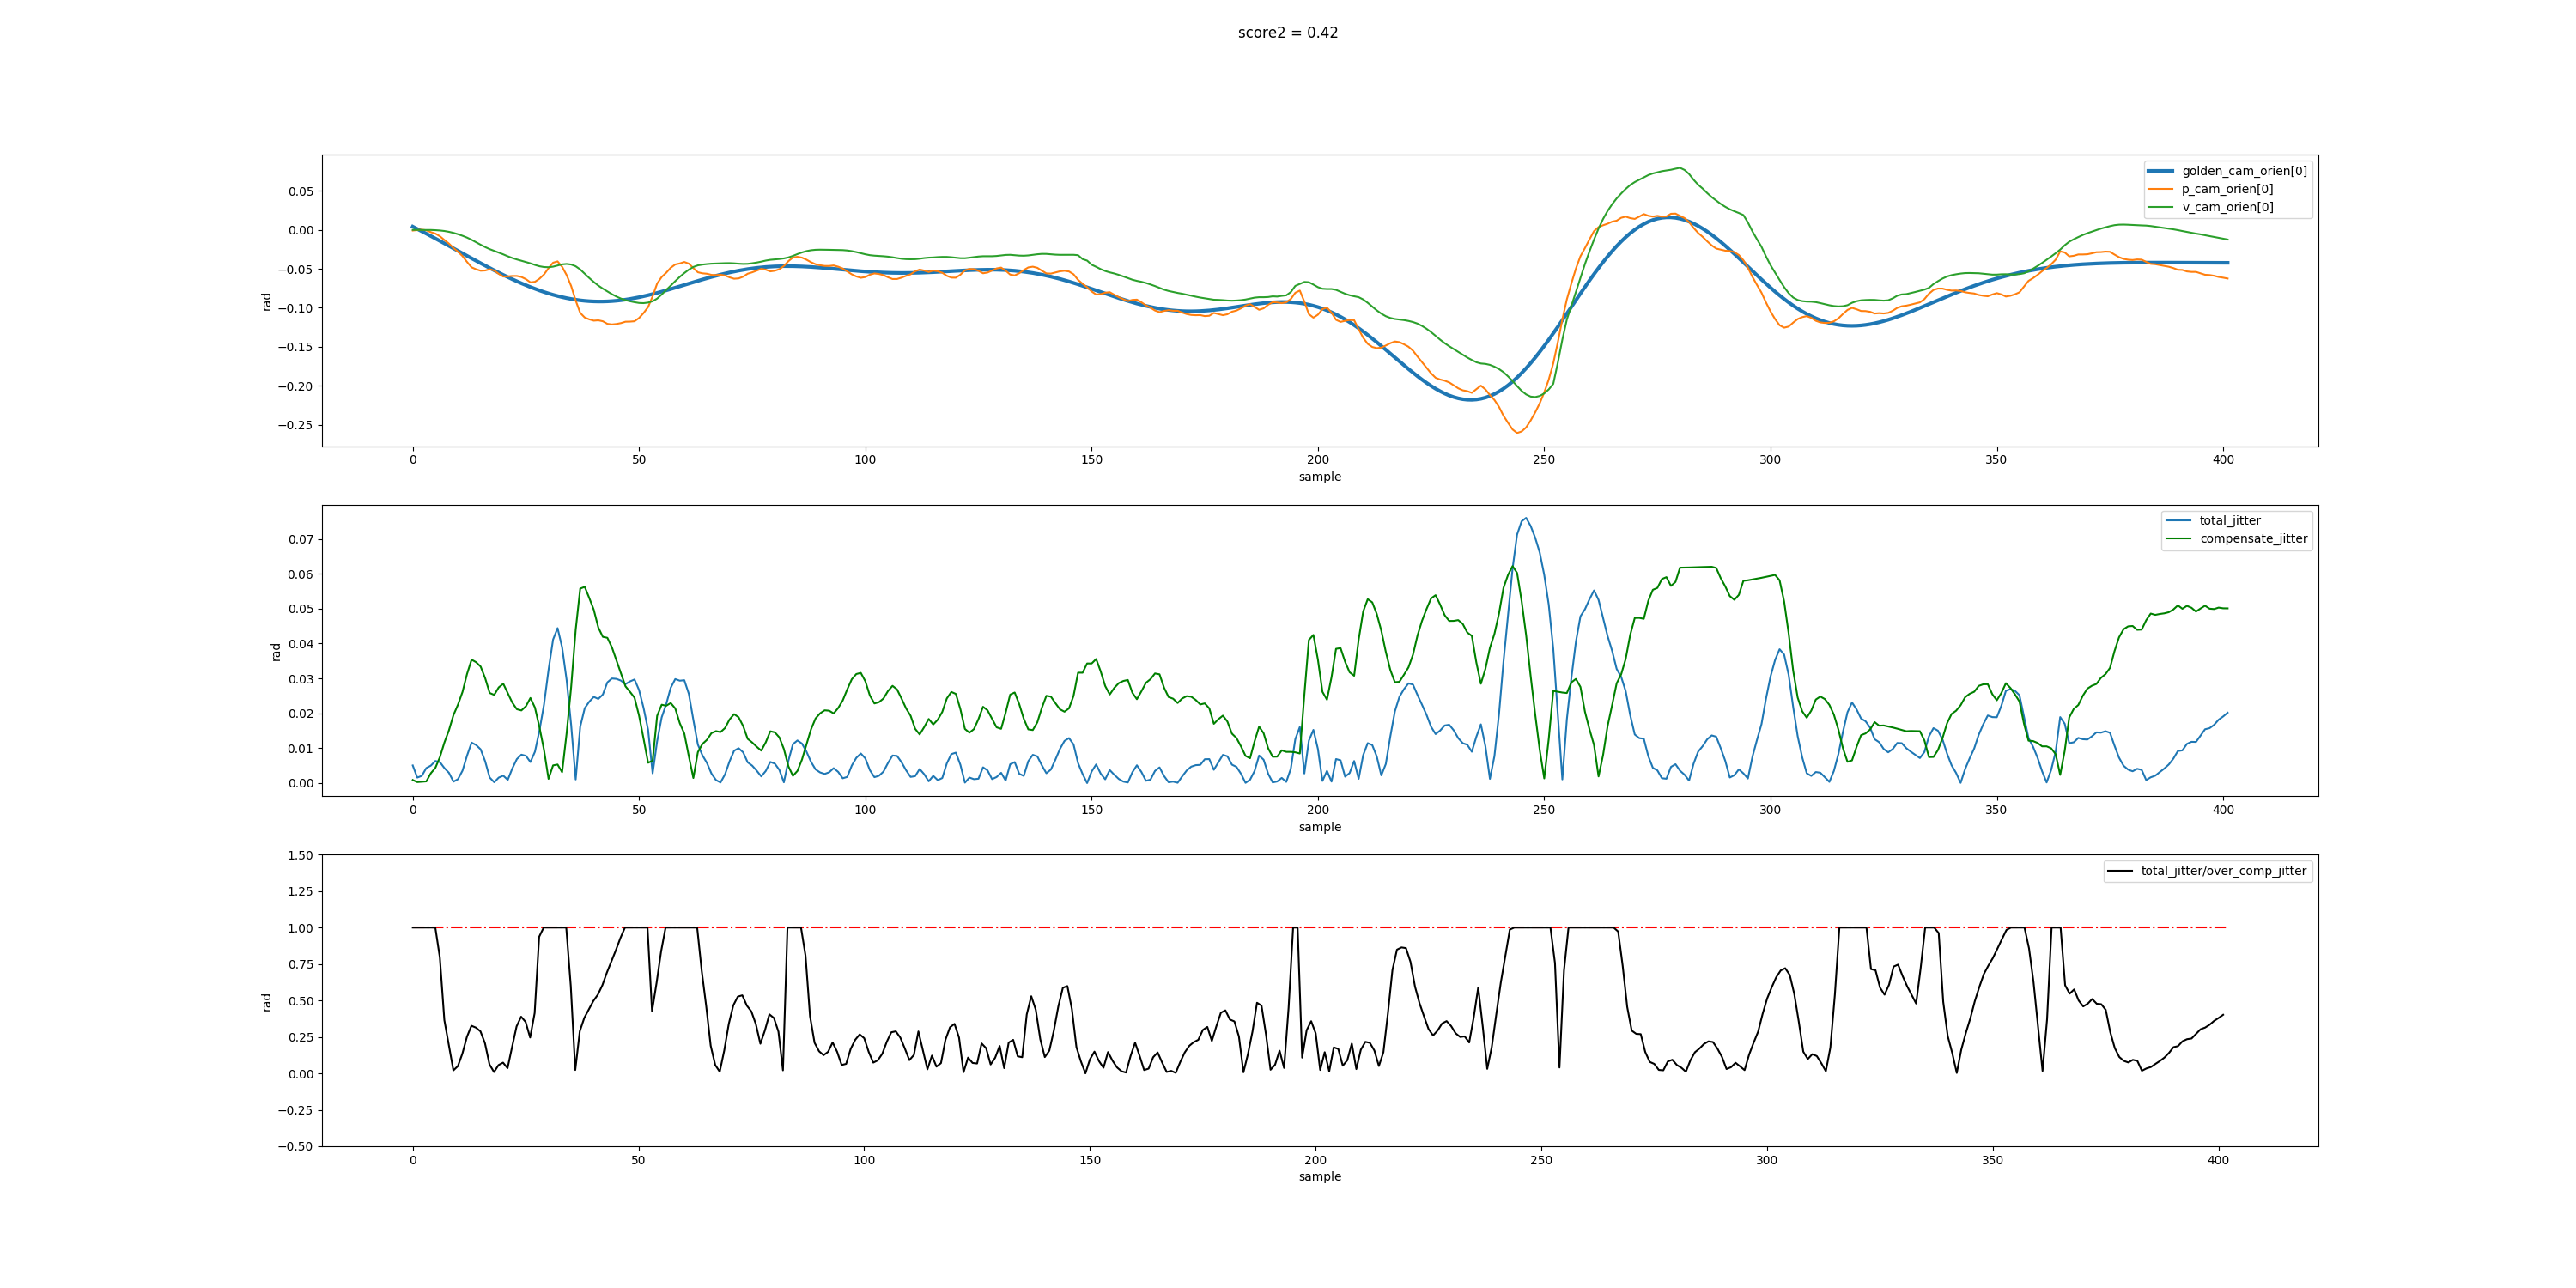 score2 = 0.42
golden_cam_orien[0]
p_cam_orien[0]
v_cam_orien[0]
0.05
0.00
−0.05
−0.10
−0.15
−0.20
−0.25
rad
0 50 100 150 200 250 300 350 400
sample
total_jitter
compensate_jitter
0.07
0.06
0.05
0.04
0.03
0.02
0.01
0.00
rad
0 50 100 150 200 250 300 350 400
sample
total_jitter/over_comp_jitter
1.50
1.25
1.00
0.75
0.50
0.25
0.00
−0.25
−0.50
rad
0 50 100 150 200 250 300 350 400
sample